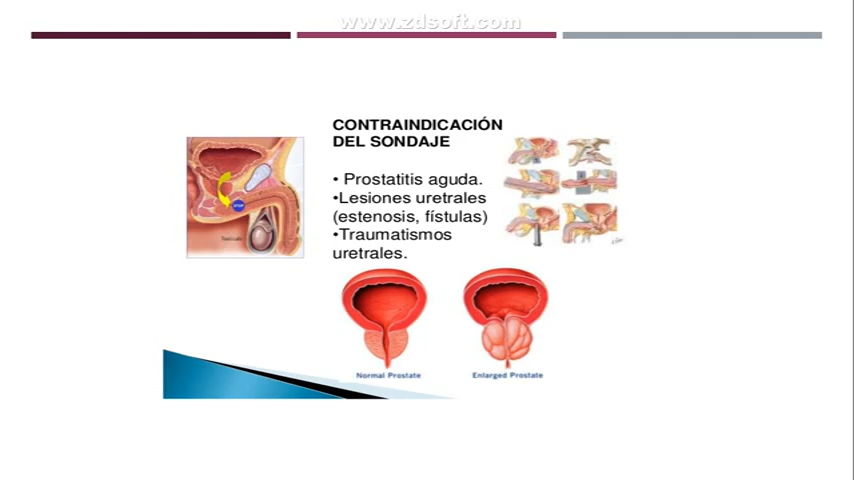 www.zdsoft.com
CONTRAINDICACIÓN
DEL SONDAJE
• Prostatitis aguda.
•Lesiones uretrales
(estenosis, fístulas)
•Traumatismos
uretrales.
Normal Prostate
Enlarged Prostate